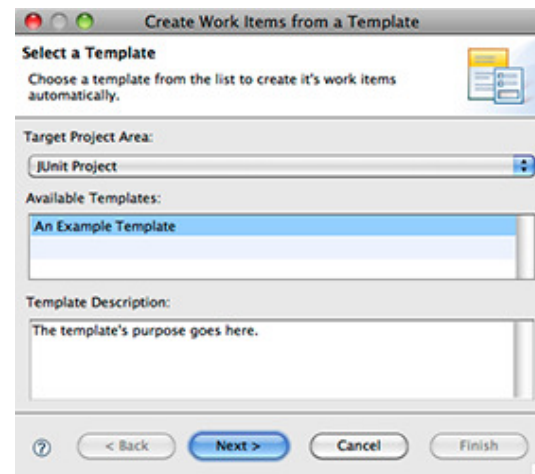 Create Work Items from a Template
Select a Template
Choose a template from the list to create it's work items
automatically.
Target Project Area:
JUnit Project
Available Templates:
An Example Template
Template Description:
The template's purpose goes here.
?
< Back
Next >
Cancel
Finish